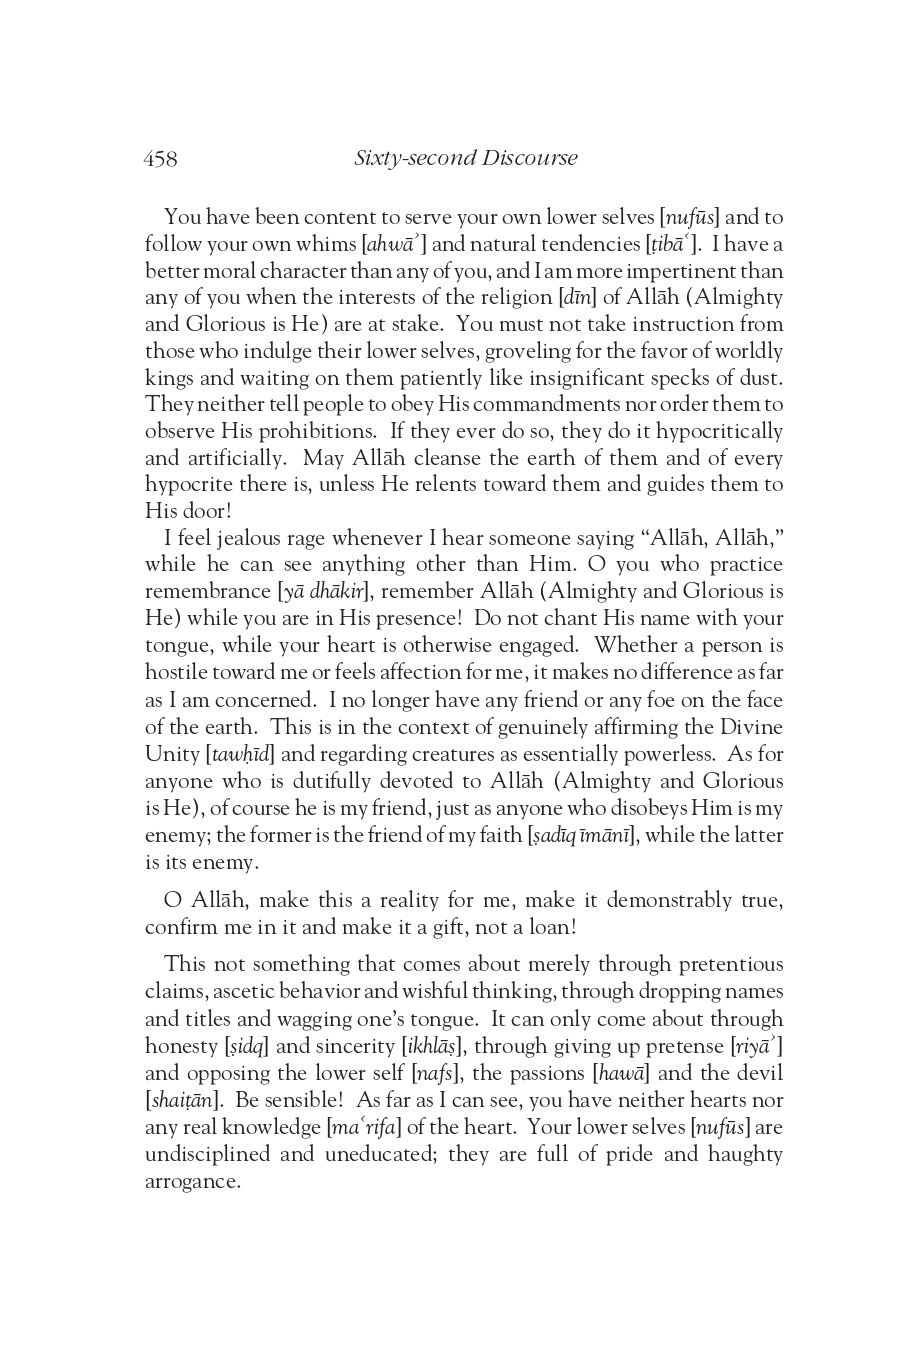 458
Sixty-second Discourse
You have been content to serve your own lower selves [nufūs] and to
follow your own whims [ahwāʾ] and natural tendencies [ṭibāʿ].  I have a
better moral character than any of you, and I am more impertinent than
any of you when the interests of the religion [dīn] of Allāh (Almighty
and Glorious is He) are at stake.  You must not take instruction from
those who indulge their lower selves, groveling for the favor of worldly
kings and waiting on them patiently like insignificant specks of dust.
They neither tell people to obey His commandments nor order them to
observe His prohibitions.  If they ever do so, they do it hypocritically
and artificially.  May Allāh cleanse the earth of them and of every
hypocrite there is, unless He relents toward them and guides them to
His door!
I feel jealous rage whenever I hear someone saying “Allāh, Allāh,”
while he can see anything other than Him. O you who practice
remembrance [yā dhākir], remember Allāh (Almighty and Glorious is
He) while you are in His presence!  Do not chant His name with your
tongue, while your heart is otherwise engaged.  Whether a person is
hostile toward me or feels affection for me, it makes no difference as far
as I am concerned.  I no longer have any friend or any foe on the face
of the earth.  This is in the context of genuinely affirming the Divine
Unity [tawḥīd] and regarding creatures as essentially powerless.  As for
anyone who is dutifully devoted to Allāh (Almighty and Glorious
is He), of course he is my friend, just as anyone who disobeys Him is my
enemy; the former is the friend of my faith [ṣadīq īmānī], while the latter
is its enemy.
O Allāh, make this a reality for me, make it demonstrably true,
confirm me in it and make it a gift, not a loan!
This not something that comes about merely through pretentious
claims, ascetic behavior and wishful thinking, through dropping names
and titles and wagging one’s tongue.  It can only come about through
honesty [ṣidq] and sincerity [ikhlāṣ], through giving up pretense [riyāʾ]
and opposing the lower self [nafs], the passions [hawā] and the devil
[shaiṭān].  Be sensible!  As far as I can see, you have neither hearts nor
any real knowledge [maʿrifa] of the heart.  Your lower selves [nufūs] are
undisciplined and uneducated; they are full of pride and haughty
arrogance.